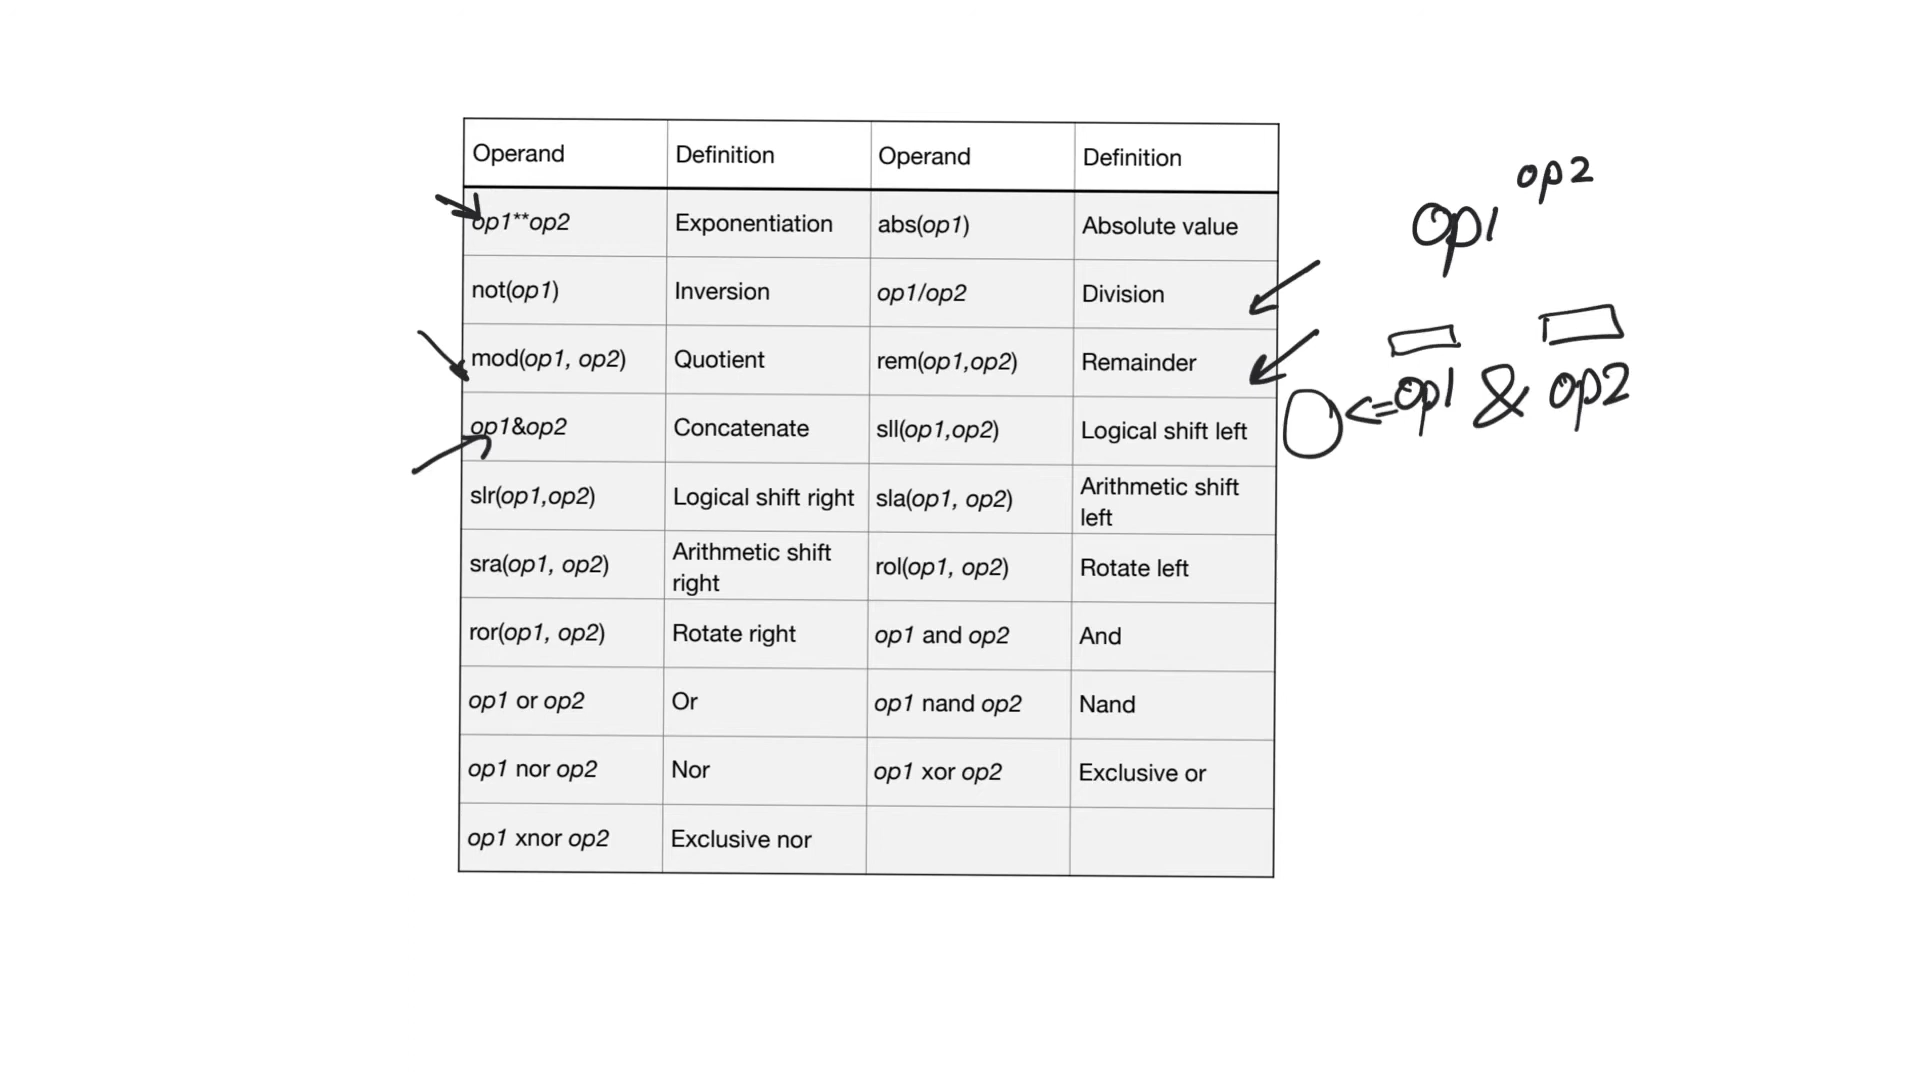 Operand Definition Operand Definition
op1**op2 Exponentiation abs(op1) Absolute value
not(op1) Inversion op1/op2 Division
mod(op1, op2) Quotient rem(op1,op2) Remainder
op1&op2 Concatenate sll(op1,op2) Logical shift left
slr(op1,op2) Logical shift right sla(op1, op2) Arithmetic shift left
sra(op1, op2) Arithmetic shift right rol(op1, op2) Rotate left
ror(op1, op2) Rotate right op1 and op2 And
op1 or op2 Or op1 nand op2 Nand
op1 nor op2 Nor op1 xor op2 Exclusive or
op1 xnor op2 Exclusive nor
op1 op2
<= op1 & op2